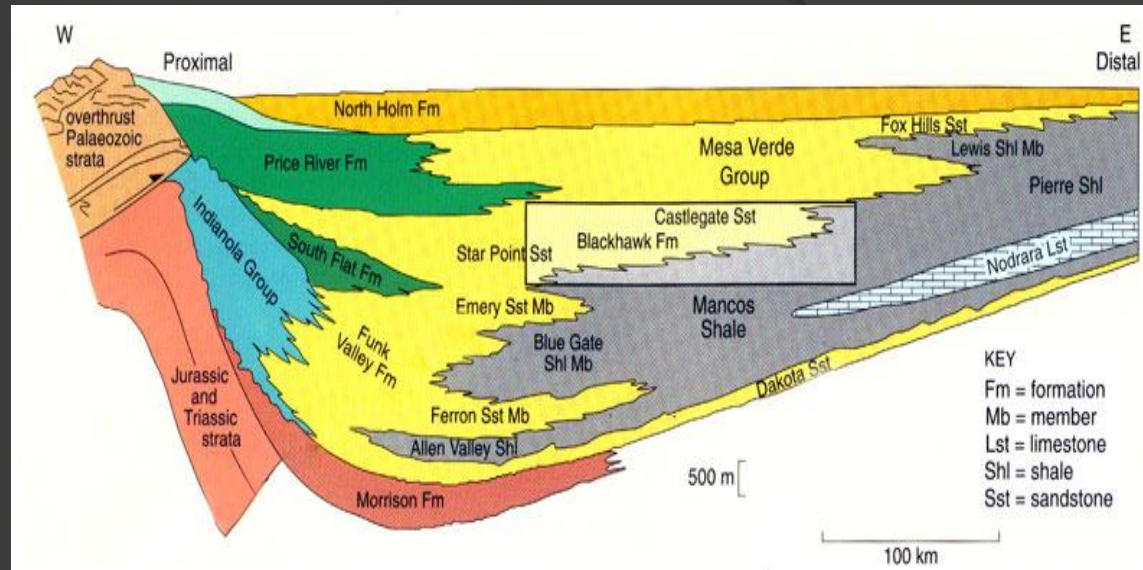 W
E
Proximal
Distal
overthrust
Palaeozoic
strata
North Holm Fm
Fox Hills Sst
Price River Fm
Mesa Verde
Group
Lewis Shl Mb
Pierre Shl
Indianola Group
South Flat Fm
Castlegate Sst
Blackhawk Fm
Star Point Sst
Nodrara Lst
Emery Sst Mb
Mancos
Shale
Funk
Valley Fm
Blue Gate
Shl Mb
Jurassic
and
Triassic
strata
Dakota Sst
Ferron Sst Mb
Allen Valley Shl
Morrison Fm
500 m
KEY
Fm = formation
Mb = member
Lst = limestone
Shl = shale
Sst = sandstone
100 km